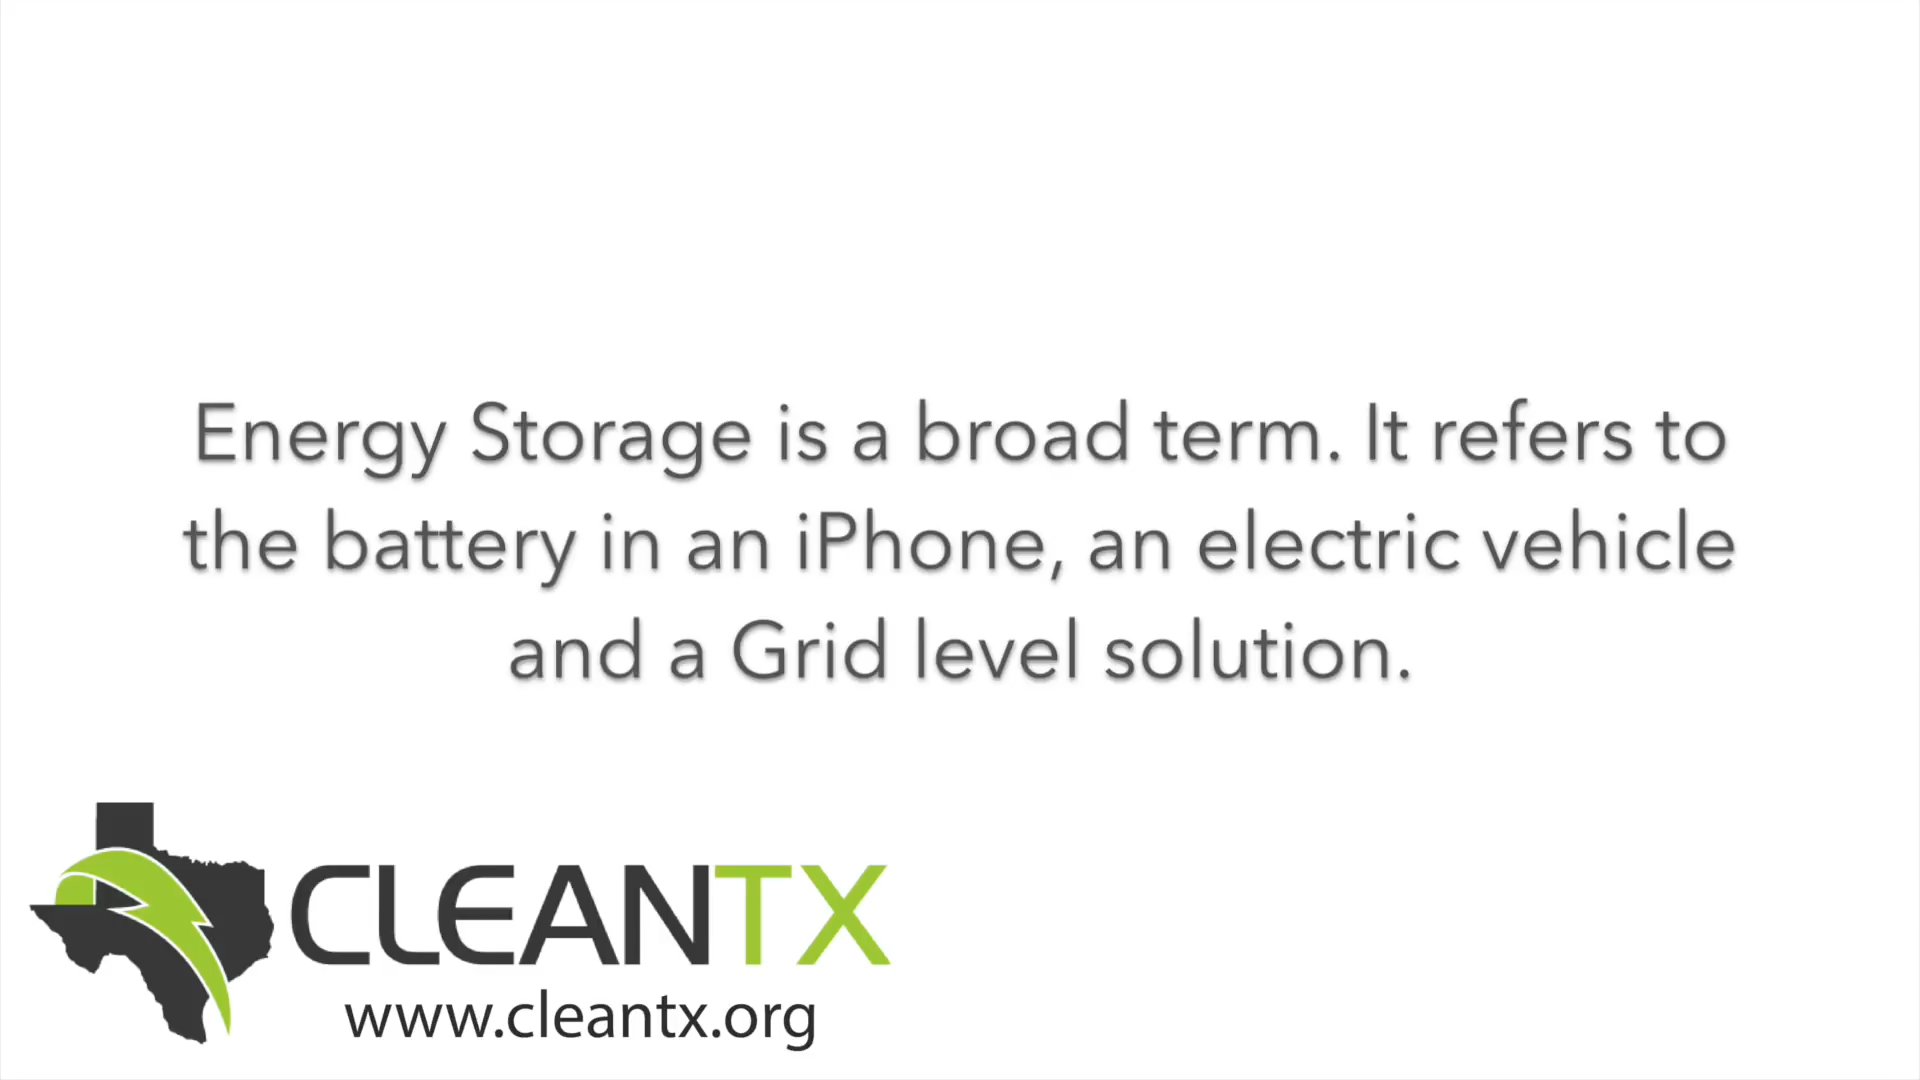 Energy Storage is a broad term. It refers to
the battery in an iPhone, an electric vehicle
and a Grid level solution.
CLEANTX
www.cleantx.org